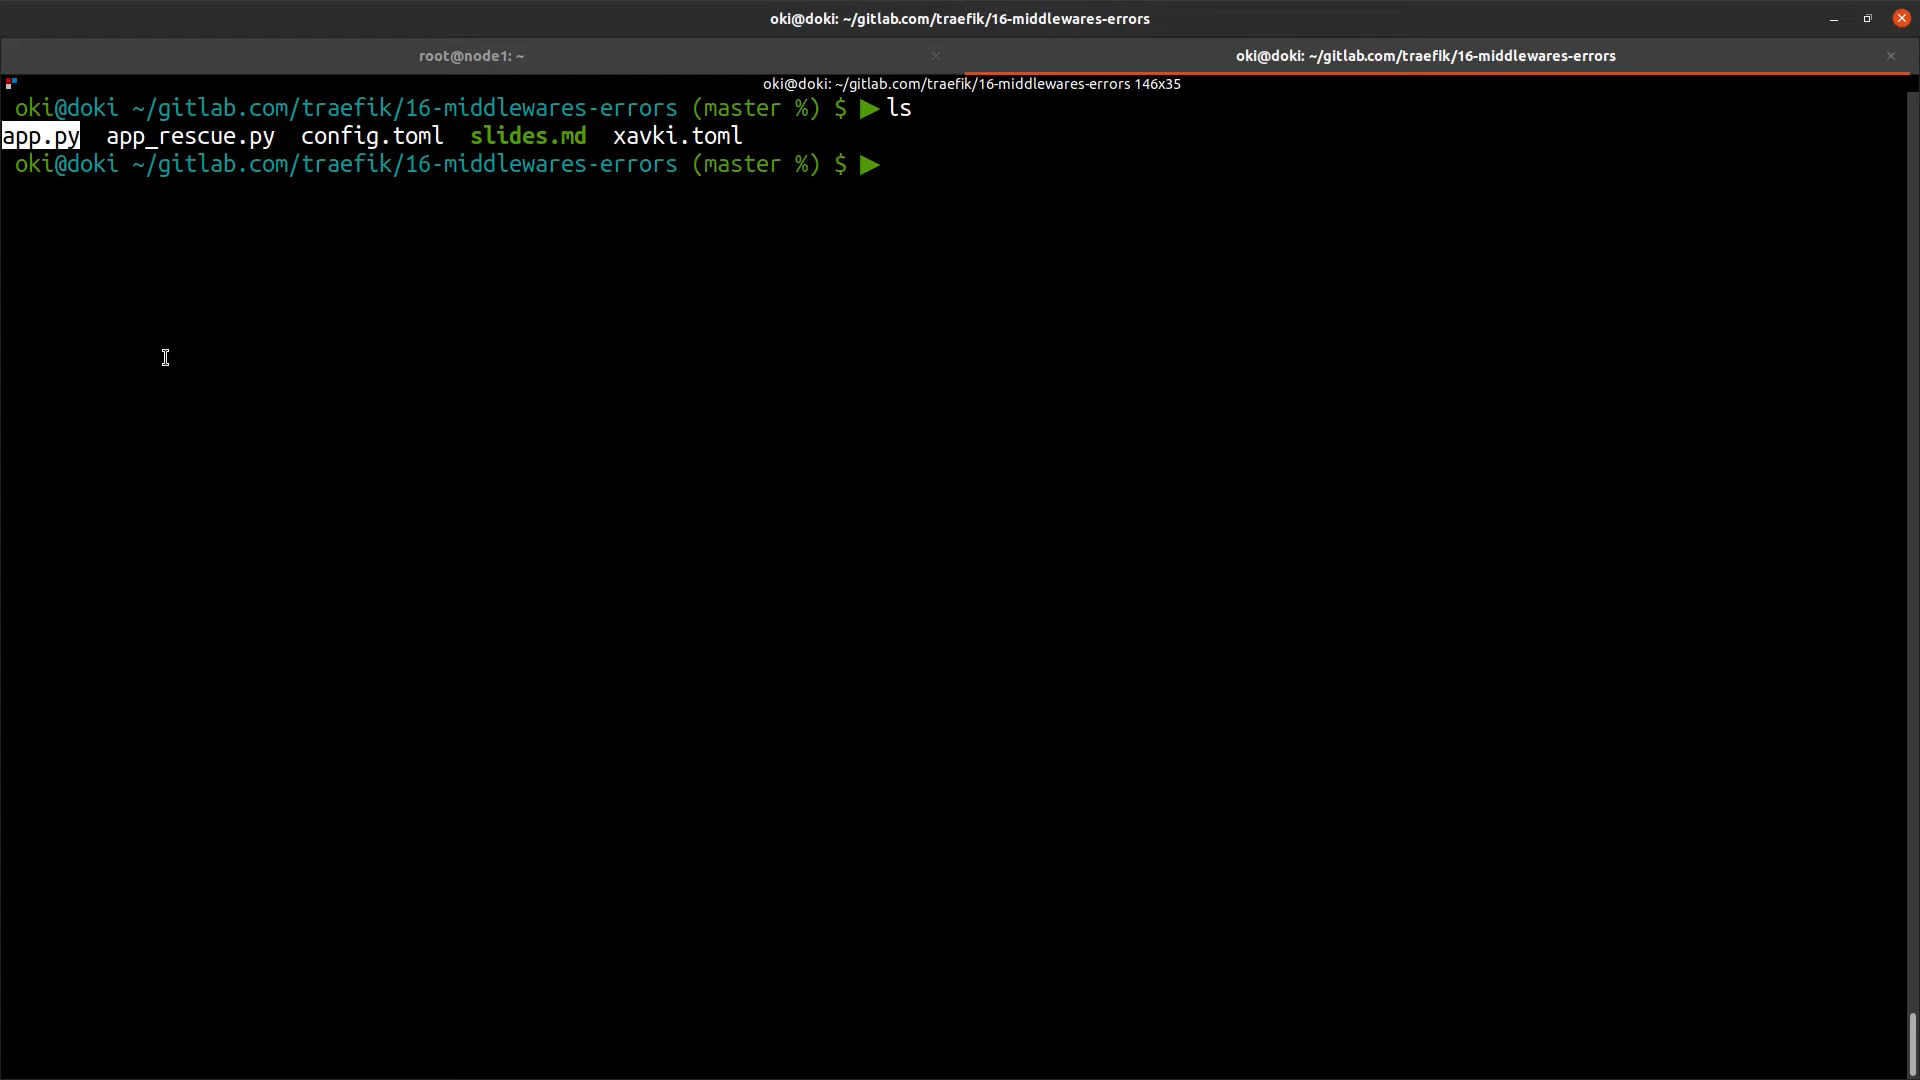 oki@doki: ~/gitlab.com/traefik/16-middlewares-errors
root@node1: ~
oki@doki: ~/gitlab.com/traefik/16-middlewares-errors
oki@doki: ~/gitlab.com/traefik/16-middlewares-errors 146x35
oki@doki ~/gitlab.com/traefik/16-middlewares-errors (master %) $ ▶ ls
app.py  app_rescue.py  config.toml  slides.md  xavki.toml
oki@doki ~/gitlab.com/traefik/16-middlewares-errors (master %) $ ▶